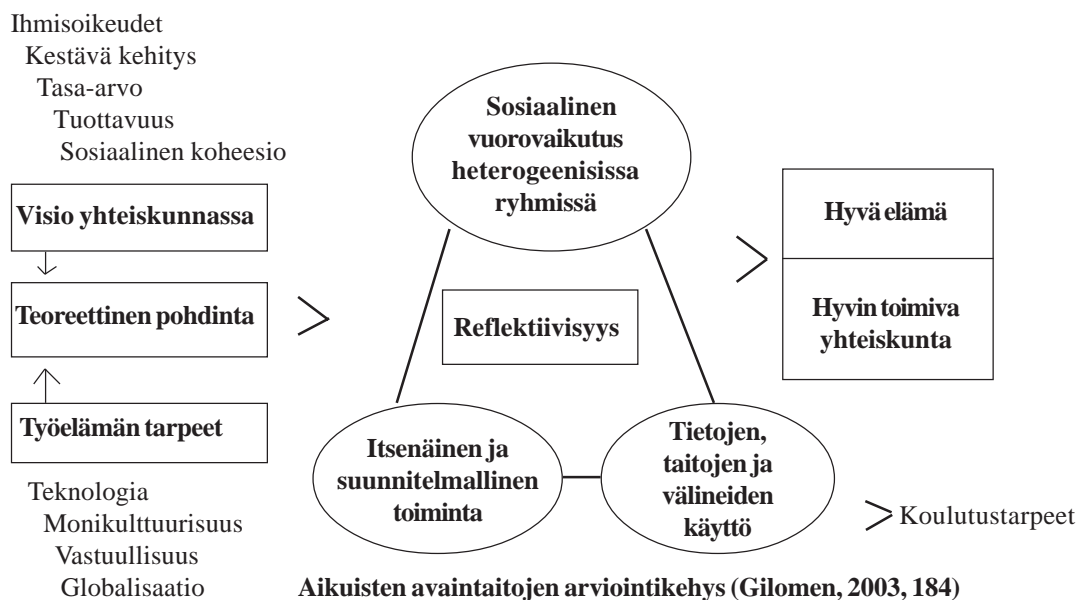 Ihmisoikeudet
Kestävä kehitys
Tasa-arvo
Tuottavuus
Sosiaalinen koheesio
Visio yhteiskunnassa
Teoreettinen pohdinta
Työelämän tarpeet
Teknologia
Monikulttuurisuus
Vastuullisuus
Globalisaatio
Sosiaalinen
vuorovaikutus
heterogeenisissa
ryhmissä
Reflektiivisyys
Itsenäinen ja
suunnitelmallinen
toiminta
Tietojen,
taitojen ja
välineiden
käyttö
Hyvä elämä
Hyvin toimiva
yhteiskunta
Koulutustarpeet
Aikuisten avaintaitojen arviointikehys (Gilomen, 2003, 184)